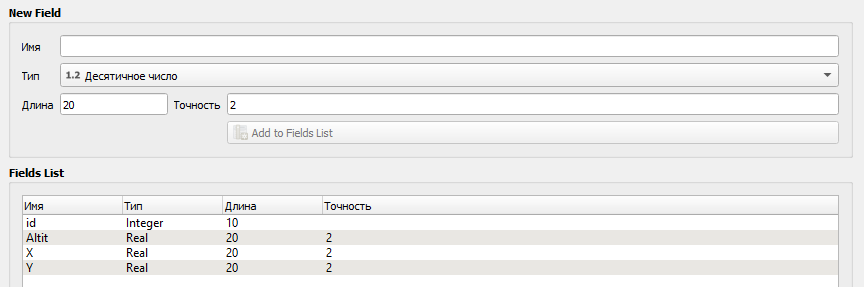 New Field
Имя
Тип 1.2 Десятичное число
Длина 20 Точность 2
Add to Fields List
Fields List
Имя Тип Длина Точность
id Integer 10
Altit Real 20 2
X Real 20 2
Y Real 20 2